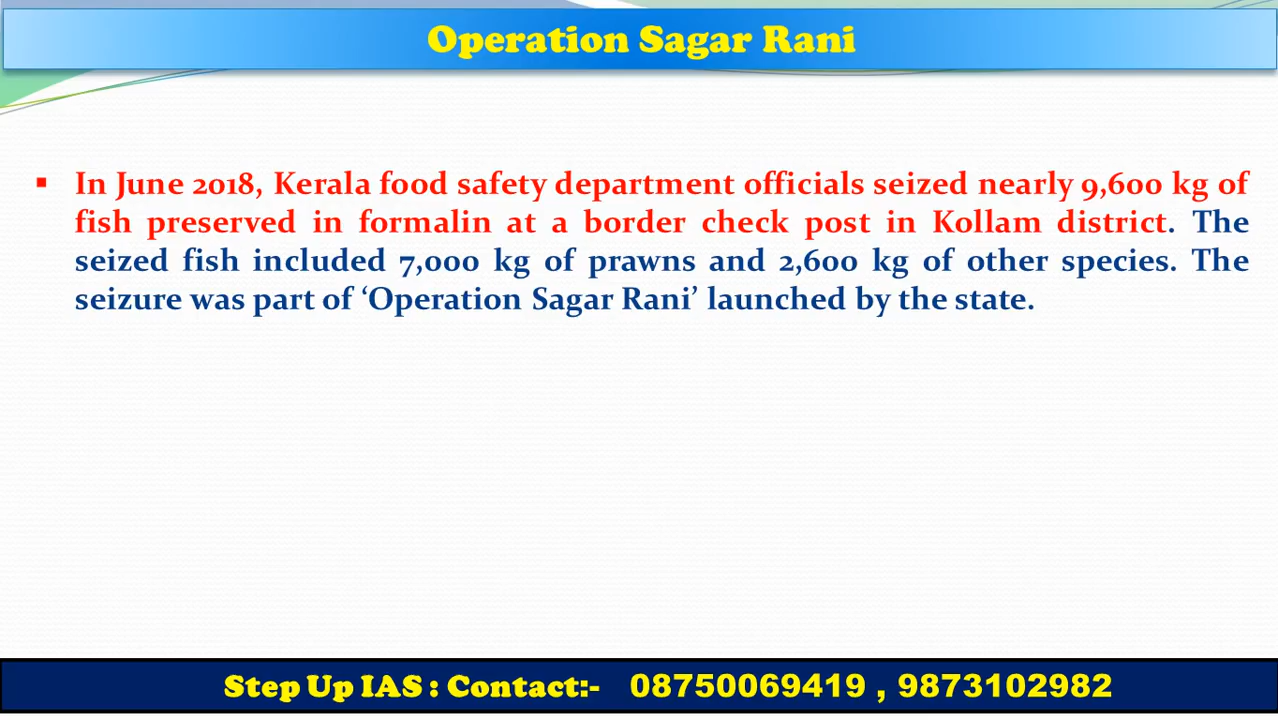 Operation Sagar Rani
▪ In June 2018, Kerala food safety department officials seized nearly 9,600 kg of
fish preserved in formalin at a border check post in Kollam district. The
seized fish included 7,000 kg of prawns and 2,600 kg of other species. The
seizure was part of ‘Operation Sagar Rani’ launched by the state.
Step Up IAS : Contact:- 08750069419 , 9873102982